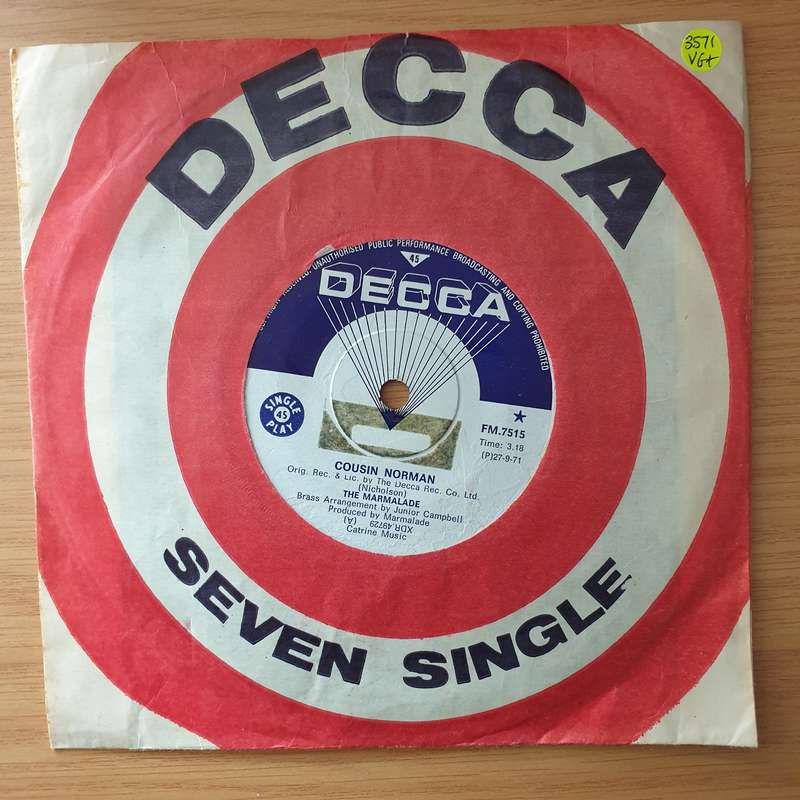 DECCA
3571
VG+
UNAUTHORISED PUBLIC PERFORMANCE BROADCASTING AND COPYING PROHIBITED
45
DECCA
SINGLE
45
PLAY
★
FM.7515
Time: 3.18
(P)27-9-71
COUSIN NORMAN
Orig. Rec. & Lic. by The Decca Rec. Co. Ltd.
(Nicholson)
THE MARMALADE
Brass Arrangement by Junior Campbell
Produced by Marmalade
XDR.49729
(A)
Catrine Music
SEVEN SINGLE